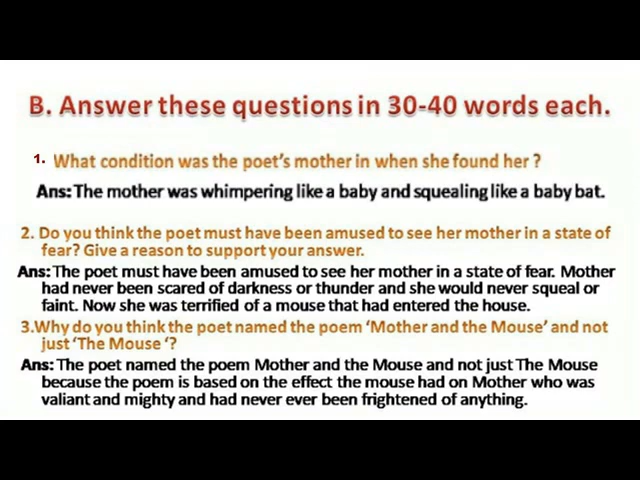 B. Answer these questions in 30-40 words each.
1. What condition was the poet's mother in when she found her ?
Ans: The mother was whimpering like a baby and squealing like a baby bat.
2. Do you think the poet must have been amused to see her mother in a state of
fear? Give a reason to support your answer.
Ans: The poet must have been amused to see her mother in a state of fear. Mother
had never been scared of darkness or thunder and she would never squeal or
faint. Now she was terrified of a mouse that had entered the house.
3.Why do you think the poet named the poem 'Mother and the Mouse' and not
just 'The Mouse '?
Ans: The poet named the poem Mother and the Mouse and not just The Mouse
because the poem is based on the effect the mouse had on Mother who was
valiant and mighty and had never ever been frightened of anything.